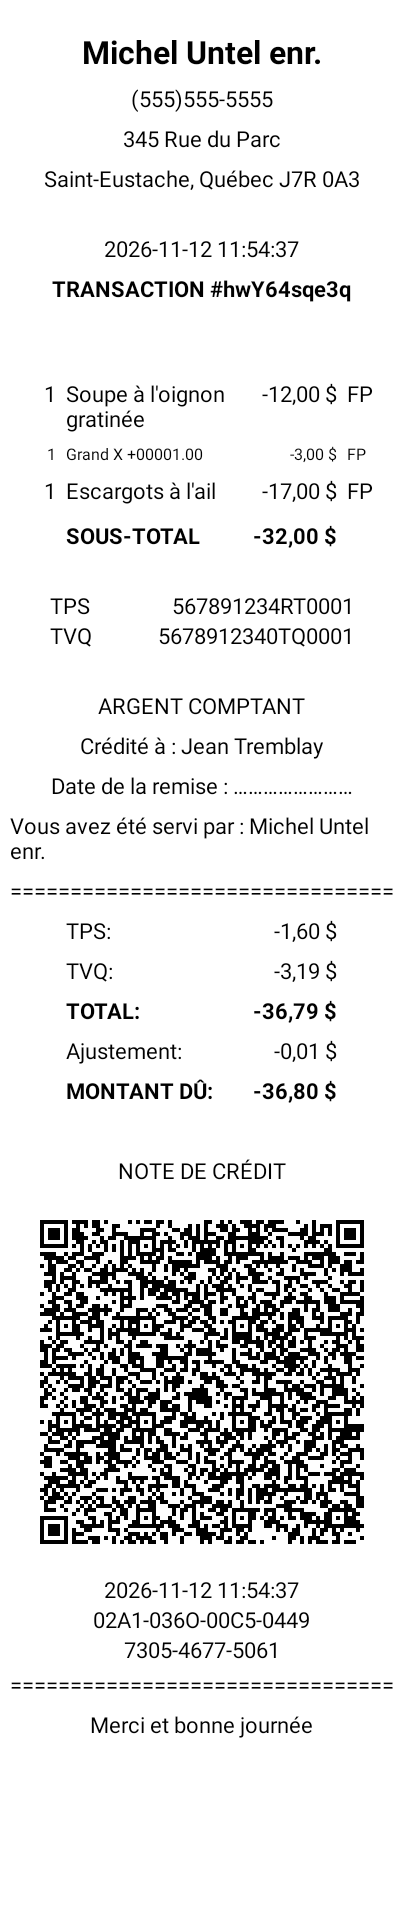 Michel Untel enr.
(555)555-5555
345 Rue du Parc
Saint-Eustache, Québec J7R 0A3
2026-11-12 11:54:37
TRANSACTION #hwY64sqe3q
1 Soupe à l'oignon -12,00 $ FP
gratinée
1 Grand X +00001.00 -3,00 $ FP
1 Escargots à l'ail -17,00 $ FP
SOUS-TOTAL -32,00 $
TPS 567891234RT0001
TVQ 5678912340TQ0001
ARGENT COMPTANT
Crédité à : Jean Tremblay
Date de la remise : ........................
Vous avez été servi par : Michel Untel
enr.
================================
TPS: -1,60 $
TVQ: -3,19 $
TOTAL: -36,79 $
Ajustement: -0,01 $
MONTANT DÛ: -36,80 $
NOTE DE CRÉDIT
2026-11-12 11:54:37
02A1-036O-00C5-0449
7305-4677-5061
================================
Merci et bonne journée